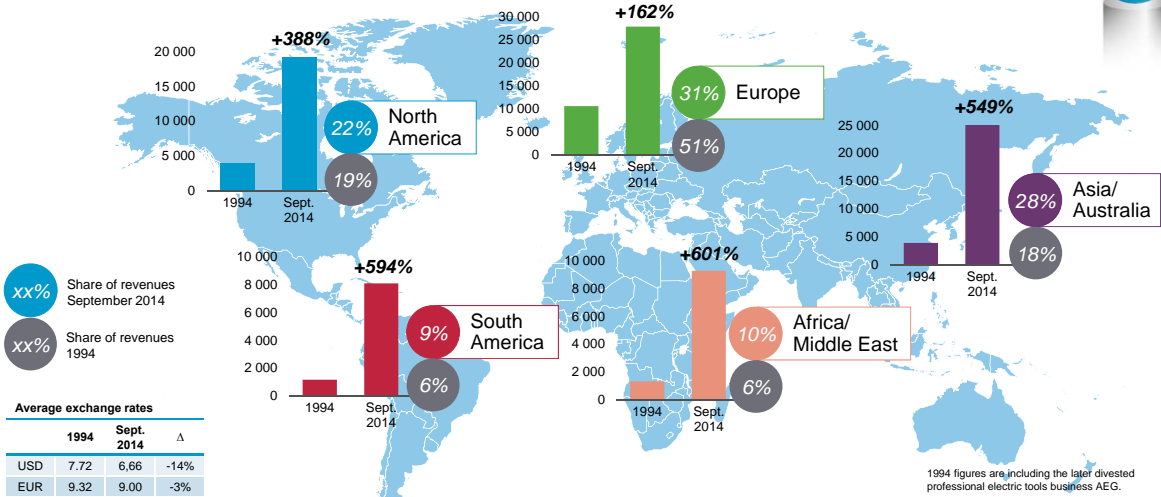 +388%
20 000
15 000
10 000
5 000
0
1994
Sept.
2014
22%
19%
North
America
+162%
30 000
25 000
20 000
15 000
10 000
5 000
0
1994
Sept.
2014
31%
51%
Europe
+549%
25 000
20 000
15 000
10 000
5 000
0
1994
Sept.
2014
28%
18%
Asia/
Australia
+594%
10 000
8 000
6 000
4 000
2 000
0
1994
Sept.
2014
9%
6%
South
America
+601%
10 000
8 000
6 000
4 000
2 000
0
1994
Sept.
2014
10%
6%
Africa/
Middle East
xx%
Share of revenues
September 2014
xx%
Share of revenues
1994
Average exchange rates
1994 Sept. 2014 Δ
USD 7.72 6,66 -14%
EUR 9.32 9.00 -3%
1994 figures are including the later divested
professional electric tools business AEG.